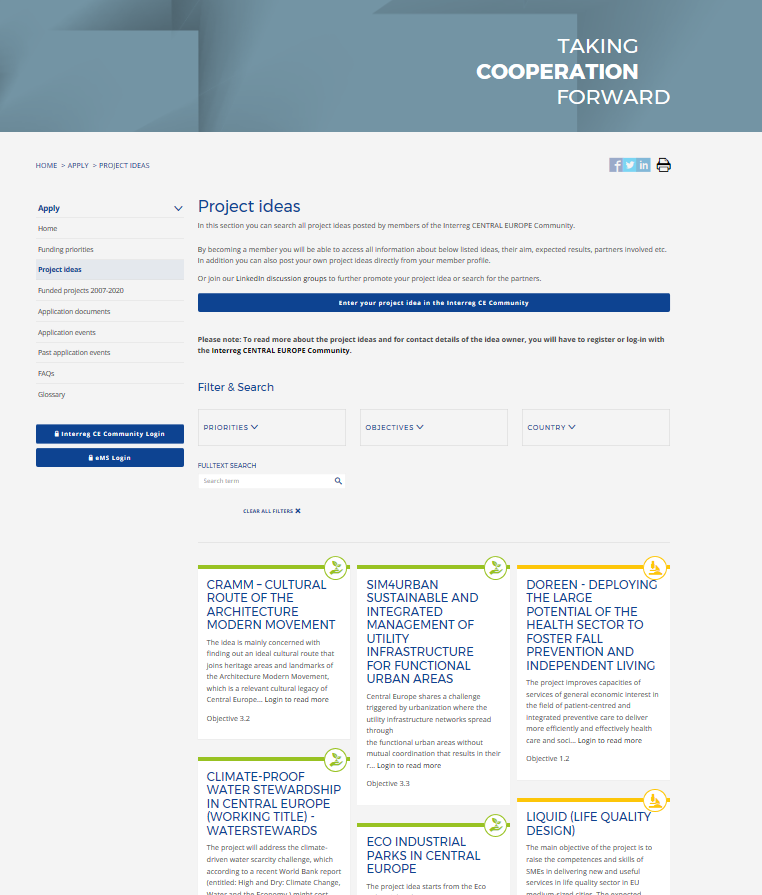 TAKING
COOPERATION
FORWARD
HOME > APPLY > PROJECT IDEAS
Apply
Home
Funding priorities
Project ideas
Funded projects 2007-2020
Application documents
Application events
Past application events
FAQs
Glossary
Interreg CE Community Login
eMS Login
Project ideas
In this section you can search all project ideas posted by members of the Interreg CENTRAL EUROPE Community.
By becoming a member you will be able to access all information about below listed ideas, their aim, expected results, partners involved etc.
In addition you can also post your own project ideas directly from your member profile.
Or join our LinkedIn discussion groups to further promote your project idea or search for the partners.
Enter your project idea in the Interreg CE Community
Please note: To read more about the project ideas and for contact details of the idea owner, you will have to register or log-in with
the Interreg CENTRAL EUROPE Community.
Filter & Search
PRIORITIES
OBJECTIVES
COUNTRY
FULLTEXT SEARCH
Search term
CLEAR ALL FILTERS X
CRAMM – CULTURAL
ROUTE OF THE
ARCHITECTURE
MODERN MOVEMENT
The idea is mainly concerned with
finding out an ideal cultural route that
joins heritage areas and landmarks of
the Architecture Modern Movement,
which is a relevant cultural legacy of
Central Europe... Login to read more
Objective 3.2
CLIMATE-PROOF
WATER STEWARDSHIP
IN CENTRAL EUROPE
(WORKING TITLE) -
WATERSTEWARDS
The project will address the climate-
driven water scarcity challenge, which
according to a recent World Bank report
(entitled: High and Dry: Climate Change,
Water and the Economy ) might cost
SIM4URBAN
SUSTAINABLE AND
INTEGRATED
MANAGEMENT OF
UTILITY
INFRASTRUCTURE
FOR FUNCTIONAL
URBAN AREAS
Central Europe shares a challenge
triggered by urbanization where the
utility infrastructure networks spread
through
the functional urban areas without
mutual coordination that results in their
r... Login to read more
Objective 3.3
ECO INDUSTRIAL
PARKS IN CENTRAL
EUROPE
The project idea starts from the Eco
DOREEN - DEPLOYING
THE LARGE
POTENTIAL OF THE
HEALTH SECTOR TO
FOSTER FALL
PREVENTION AND
INDEPENDENT LIVING
The project improves capacities of
services of general economic interest in
the field of patient-centred and
integrated preventive care to deliver
more efficiently and effectively health
care and soci... Login to read more
Objective 1.2
LIQUID (LIFE QUALITY
DESIGN)
The main objective of the project is to
raise the competences and skills of
SMEs in delivering new and useful
services in life quality sector in EU
medium-sized cities. The expected